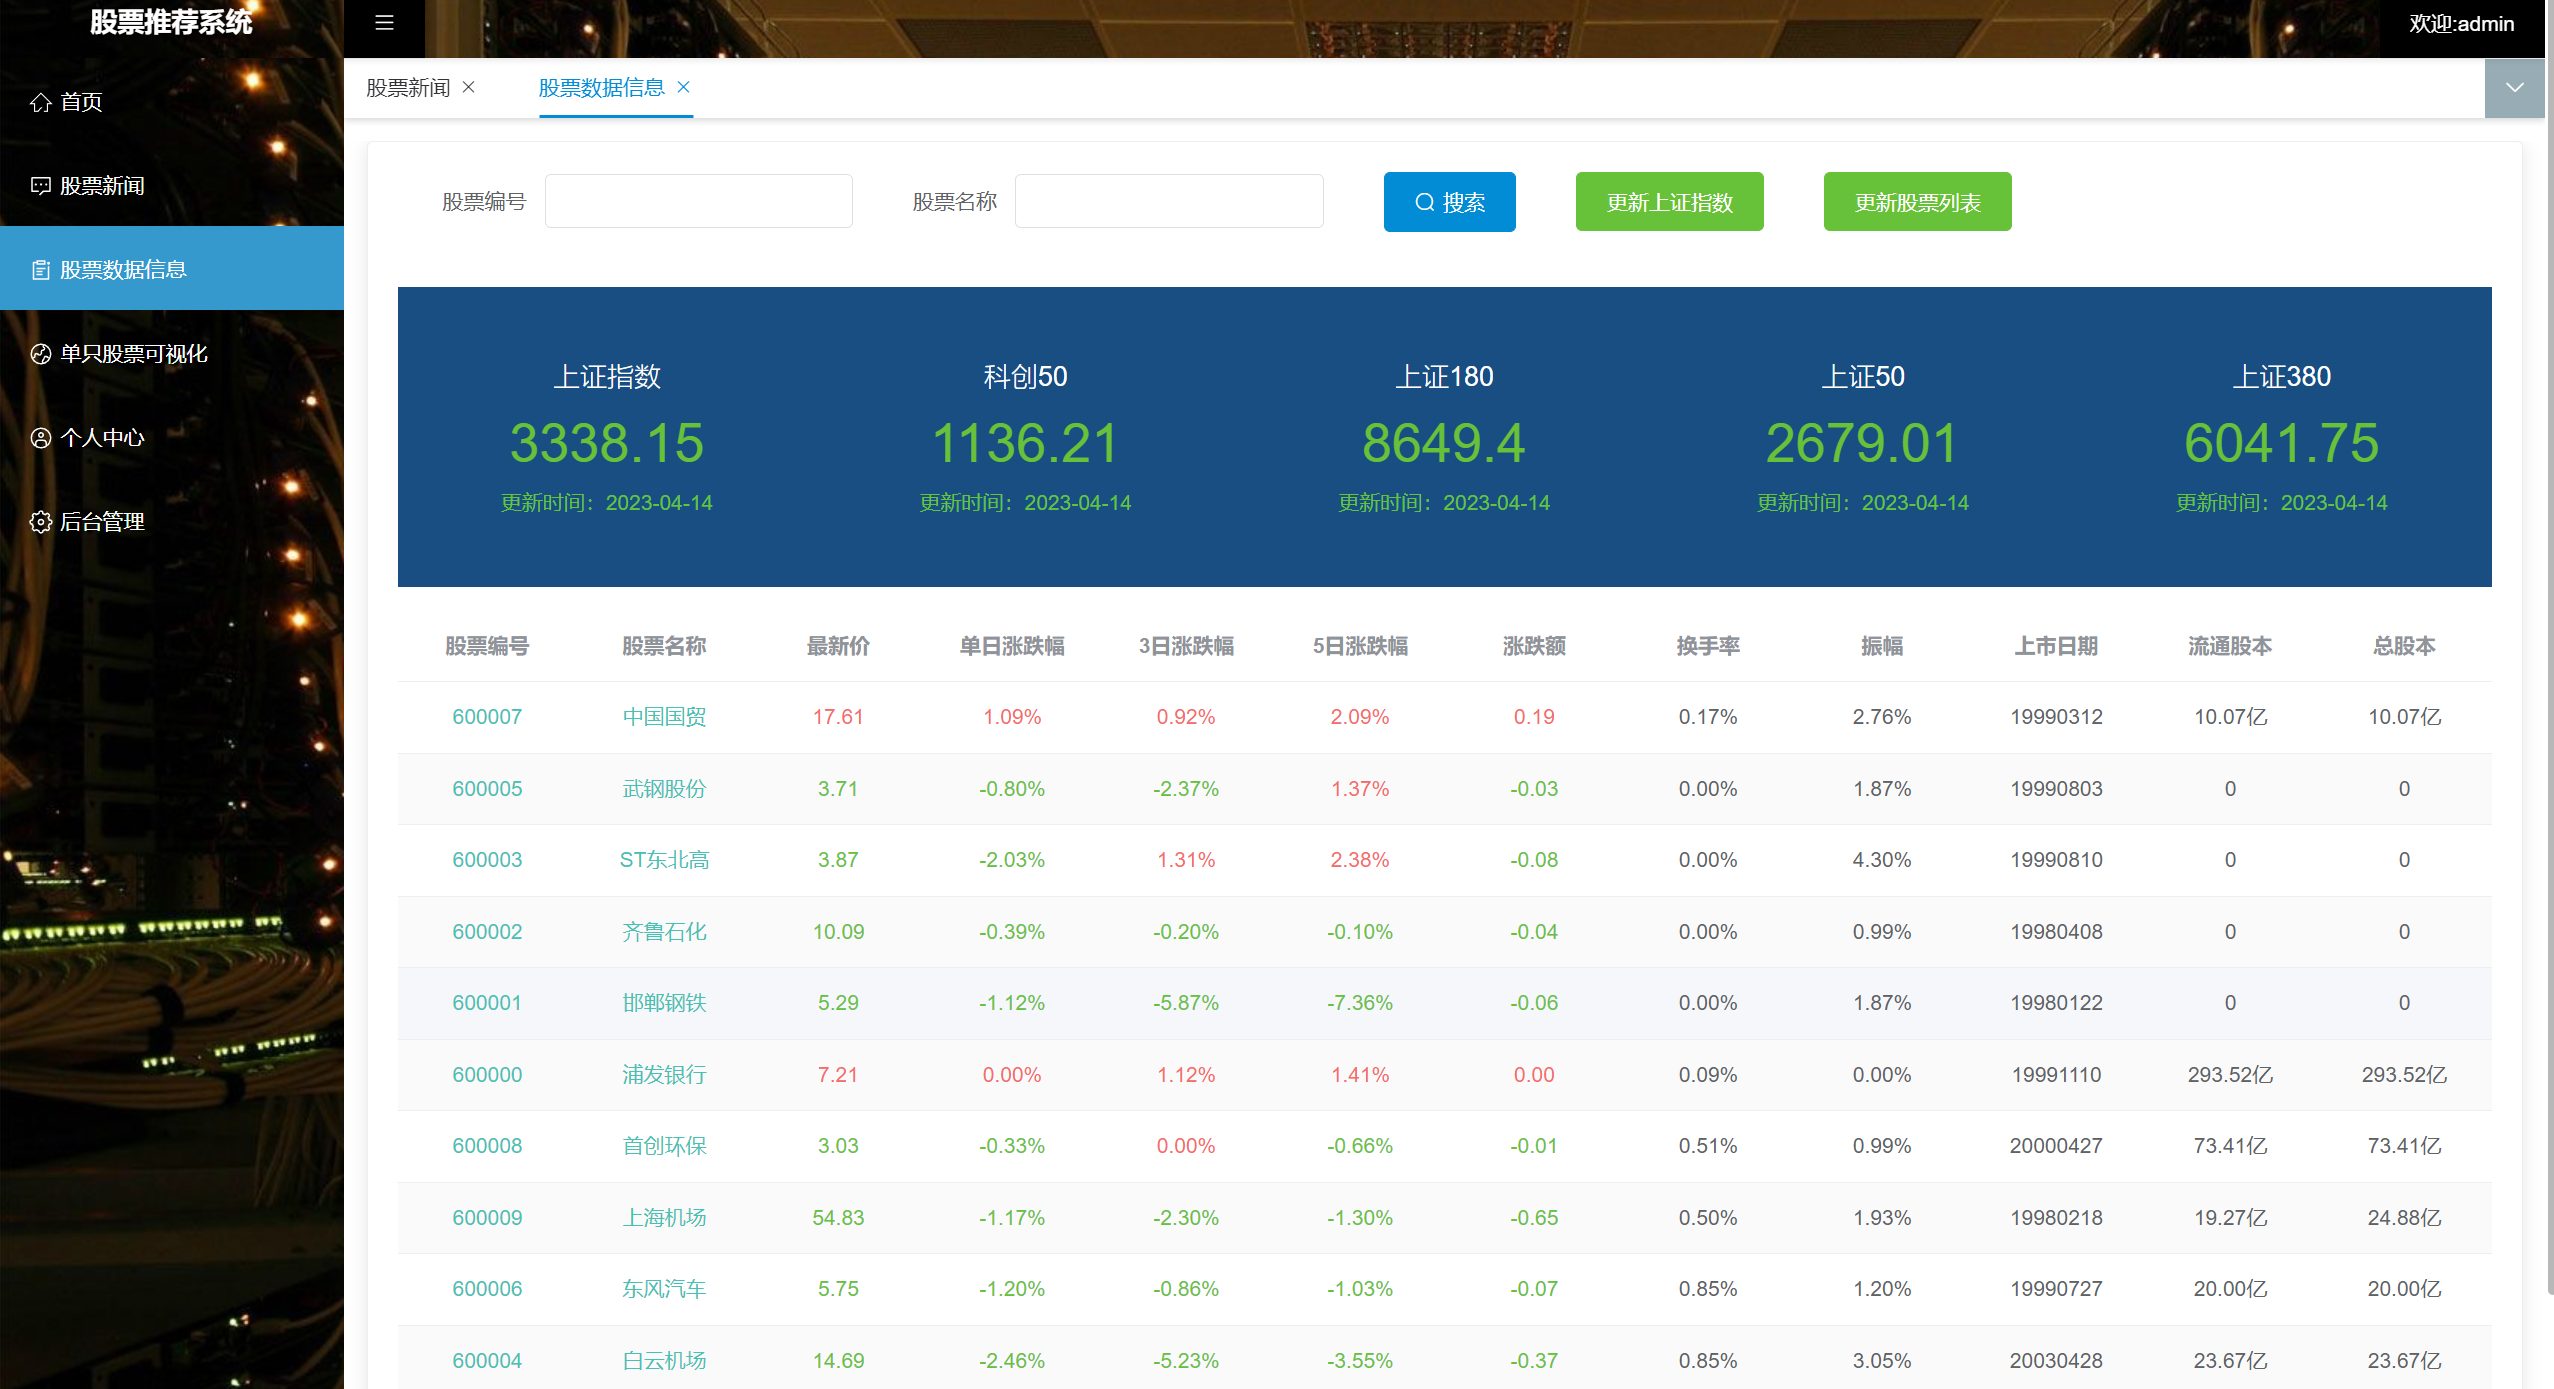 股票推荐系统
欢迎:admin
首页
股票新闻
股票数据信息
单只股票可视化
个人中心
后台管理
股票新闻 股票数据信息
股票编号 股票名称 搜索 更新上证指数 更新股票列表
上证指数 科创50 上证180 上证50 上证380
3338.15 1136.21 8649.4 2679.01 6041.75
更新时间：2023-04-14 更新时间：2023-04-14 更新时间：2023-04-14 更新时间：2023-04-14 更新时间：2023-04-14
股票编号 股票名称 最新价 单日涨跌幅 3日涨跌幅 5日涨跌幅 涨跌额 换手率 振幅 上市日期 流通股本 总股本
600007 中国国贸 17.61 1.09% 0.92% 2.09% 0.19 0.17% 2.76% 19990312 10.07亿 10.07亿
600005 武钢股份 3.71 -0.80% -2.37% 1.37% -0.03 0.00% 1.87% 19990803 0 0
600003 ST东北高 3.87 -2.03% 1.31% 2.38% -0.08 0.00% 4.30% 19990810 0 0
600002 齐鲁石化 10.09 -0.39% -0.20% -0.10% -0.04 0.00% 0.99% 19980408 0 0
600001 邯郸钢铁 5.29 -1.12% -5.87% -7.36% -0.06 0.00% 1.87% 19980122 0 0
600000 浦发银行 7.21 0.00% 1.12% 1.41% 0.00 0.09% 0.00% 19991110 293.52亿 293.52亿
600008 首创环保 3.03 -0.33% 0.00% -0.66% -0.01 0.51% 0.99% 20000427 73.41亿 73.41亿
600009 上海机场 54.83 -1.17% -2.30% -1.30% -0.65 0.50% 1.93% 19980218 19.27亿 24.88亿
600006 东风汽车 5.75 -1.20% -0.86% -1.03% -0.07 0.85% 1.20% 19990727 20.00亿 20.00亿
600004 白云机场 14.69 -2.46% -5.23% -3.55% -0.37 0.85% 3.05% 20030428 23.67亿 23.67亿